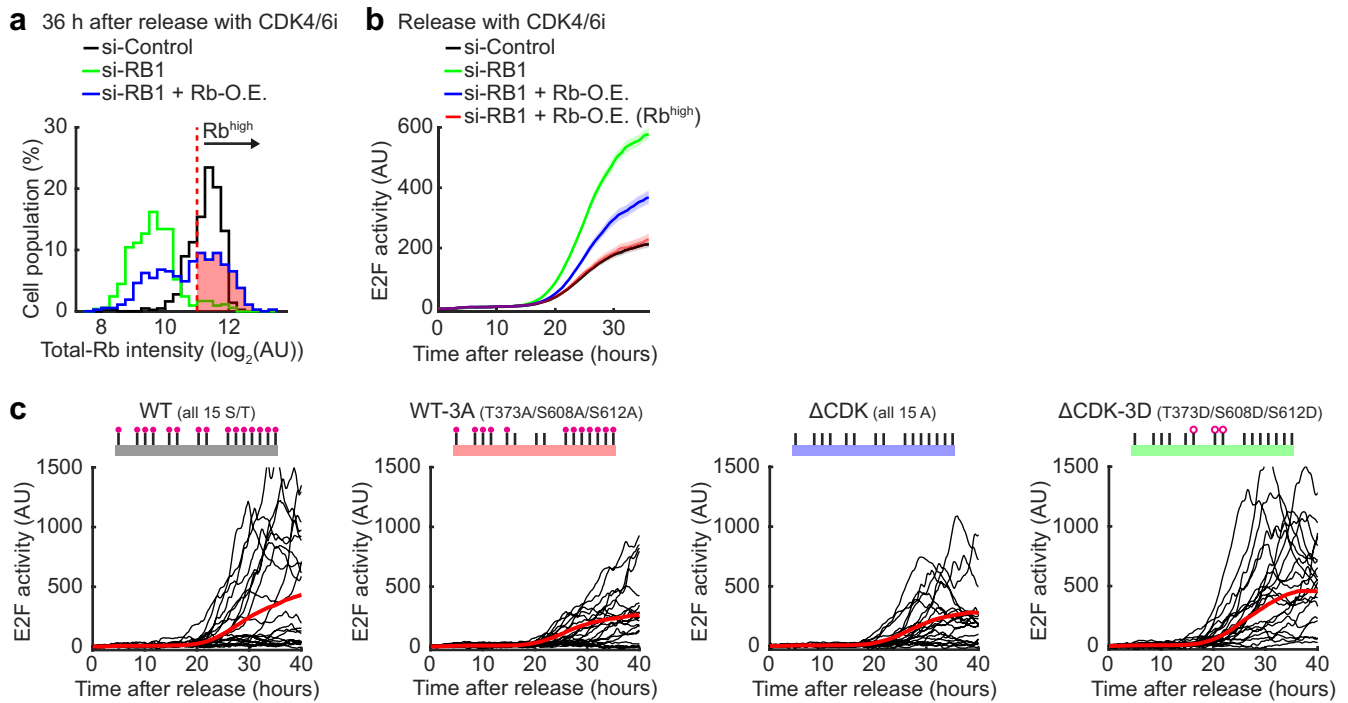 a 36 h after release with CDK4/6i
si-Control
si-RB1
si-RB1 + Rb-O.E.
Rb^high
30
20
10
0
Cell population (%)
8 10 12
Total-Rb intensity (log₂(AU))
b Release with CDK4/6i
si-Control
si-RB1
si-RB1 + Rb-O.E.
si-RB1 + Rb-O.E. (Rb^high)
600
400
200
0
E2F activity (AU)
0 10 20 30
Time after release (hours)
c
WT (all 15 S/T)
1500
1000
500
0
E2F activity (AU)
0 10 20 30 40
Time after release (hours)
WT-3A (T373A/S608A/S612A)
1500
1000
500
0
E2F activity (AU)
0 10 20 30 40
Time after release (hours)
ΔCDK (all 15 A)
1500
1000
500
0
E2F activity (AU)
0 10 20 30 40
Time after release (hours)
ΔCDK-3D (T373D/S608D/S612D)
1500
1000
500
0
E2F activity (AU)
0 10 20 30 40
Time after release (hours)